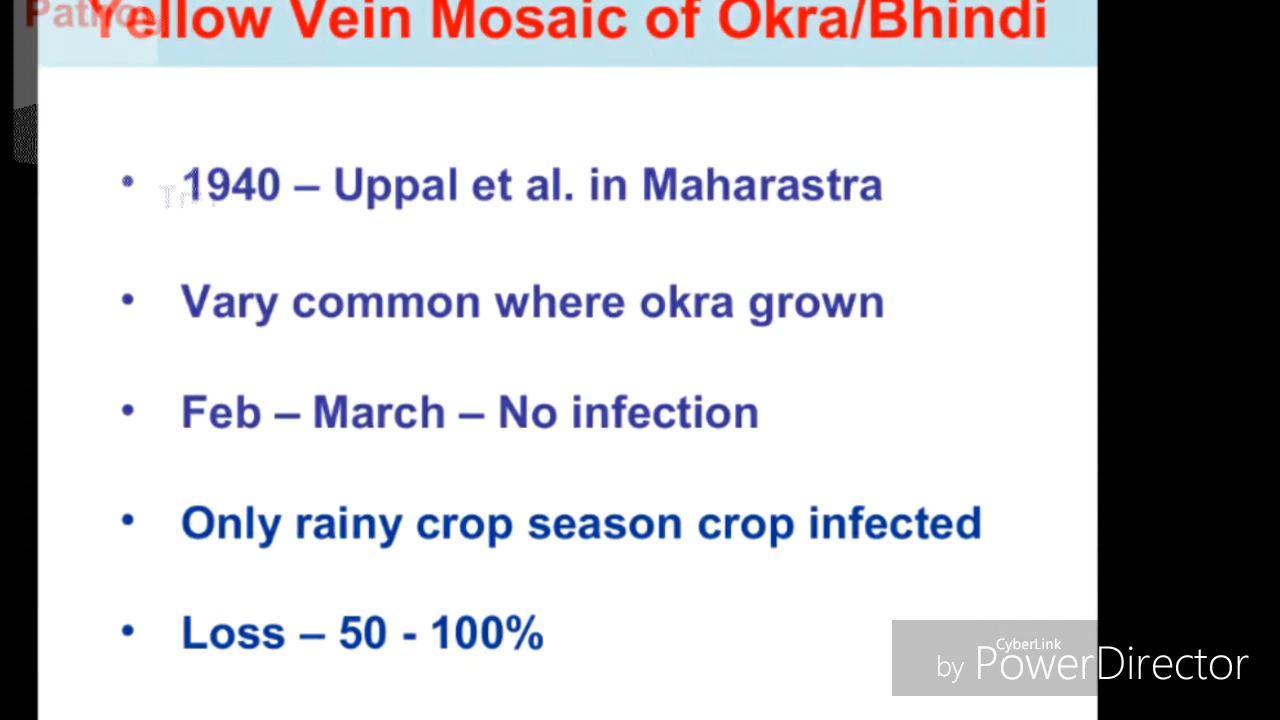 Yellow Vein Mosaic of Okra/Bhindi
• 1940 – Uppal et al. in Maharastra
• Vary common where okra grown
• Feb – March – No infection
• Only rainy crop season crop infected
• Loss – 50 - 100%
CyberLink
by PowerDirector